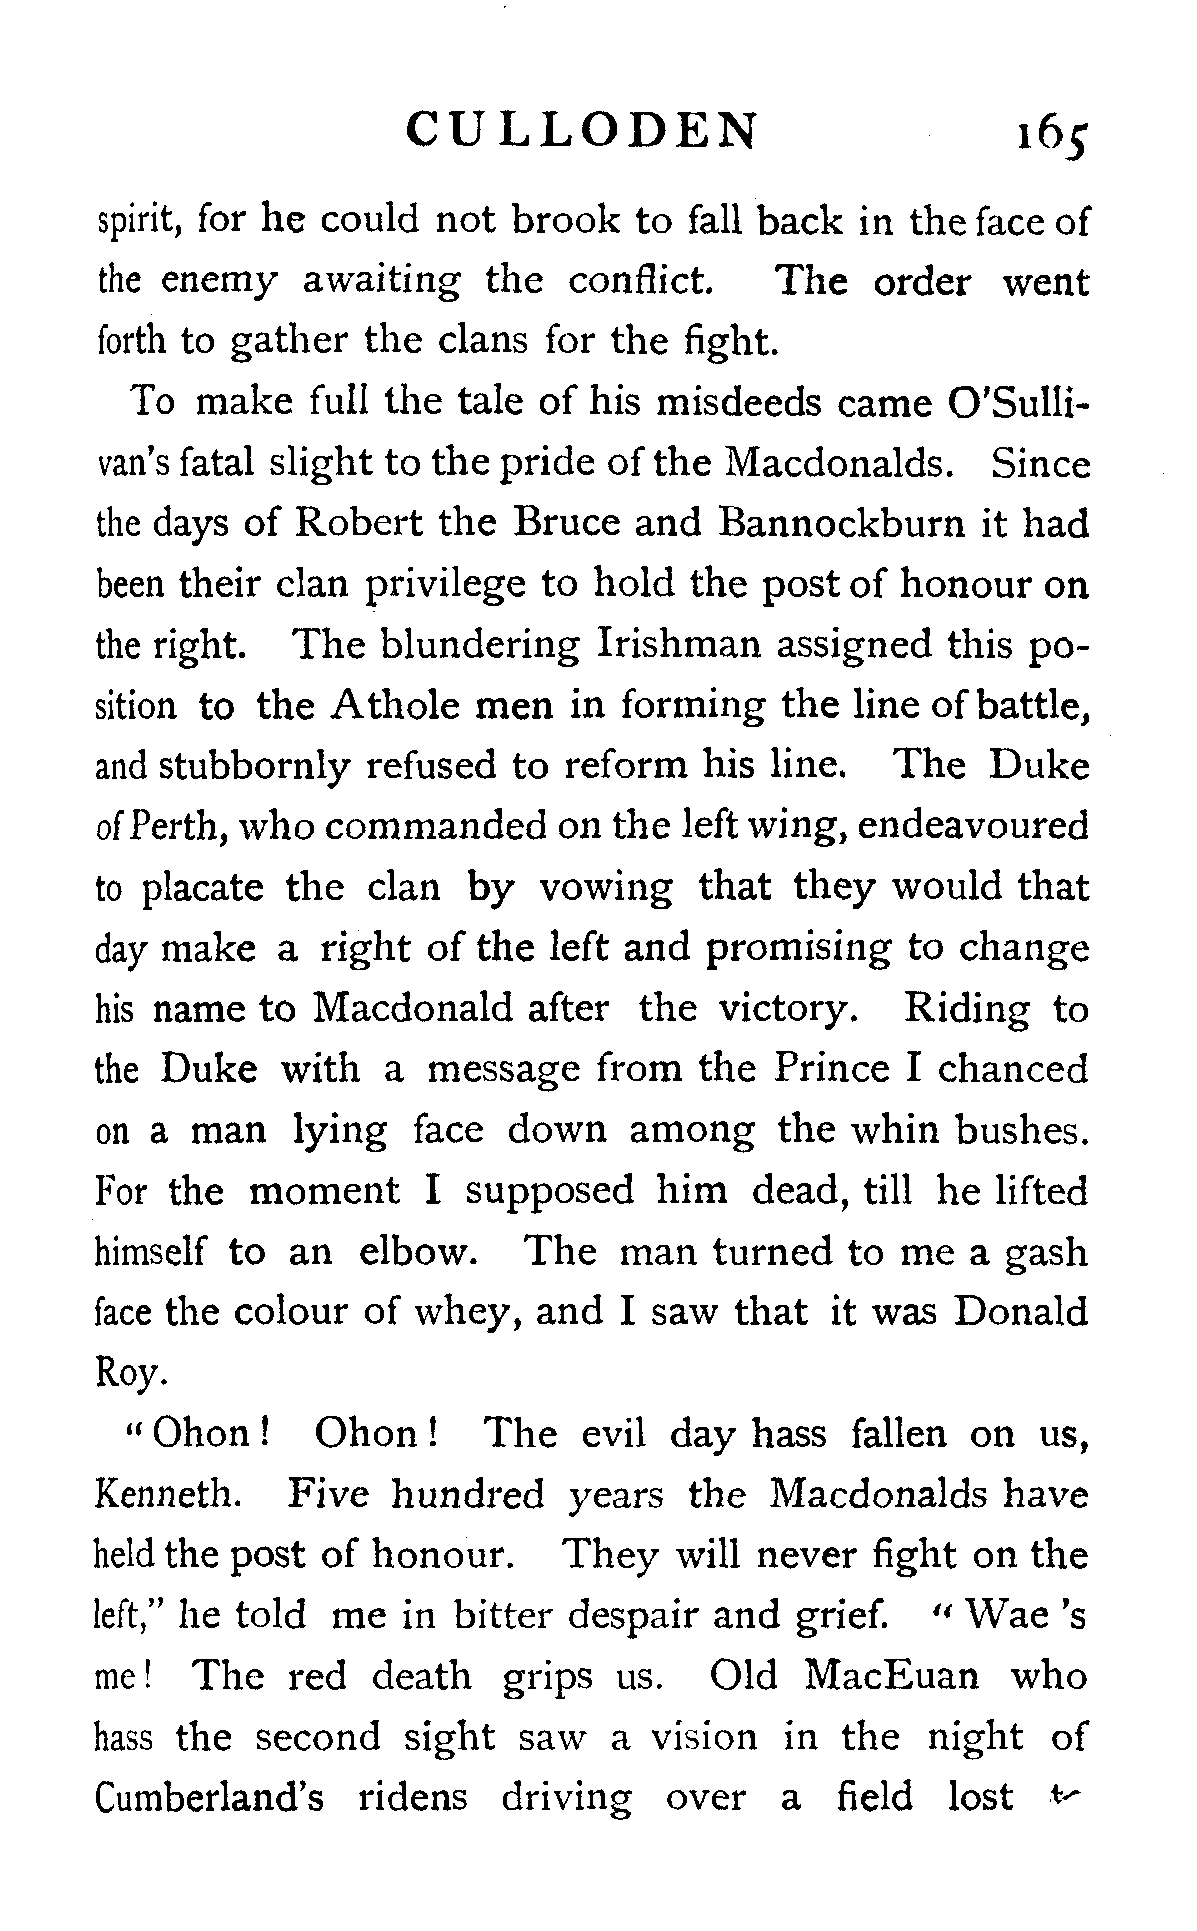 CULLODEN 165
spirit, for he could not brook to fall back in the face of
the enemy awaiting the conflict. The order went
forth to gather the clans for the fight.
To make full the tale of his misdeeds came O'Sulli-
van's fatal slight to the pride of the Macdonalds. Since
the days of Robert the Bruce and Bannockburn it had
been their clan privilege to hold the post of honour on
the right. The blundering Irishman assigned this po-
sition to the Athole men in forming the line of battle,
and stubbornly refused to reform his line. The Duke
of Perth, who commanded on the left wing, endeavoured
to placate the clan by vowing that they would that
day make a right of the left and promising to change
his name to Macdonald after the victory. Riding to
the Duke with a message from the Prince I chanced
on a man lying face down among the whin bushes.
For the moment I supposed him dead, till he lifted
himself to an elbow. The man turned to me a gash
face the colour of whey, and I saw that it was Donald
Roy.
"Ohon! Ohon! The evil day hass fallen on us,
Kenneth. Five hundred years the Macdonalds have
held the post of honour. They will never fight on the
left," he told me in bitter despair and grief. "Wae 's
me! The red death grips us. Old MacEuan who
hass the second sight saw a vision in the night of
Cumberland's ridens driving over a field lost